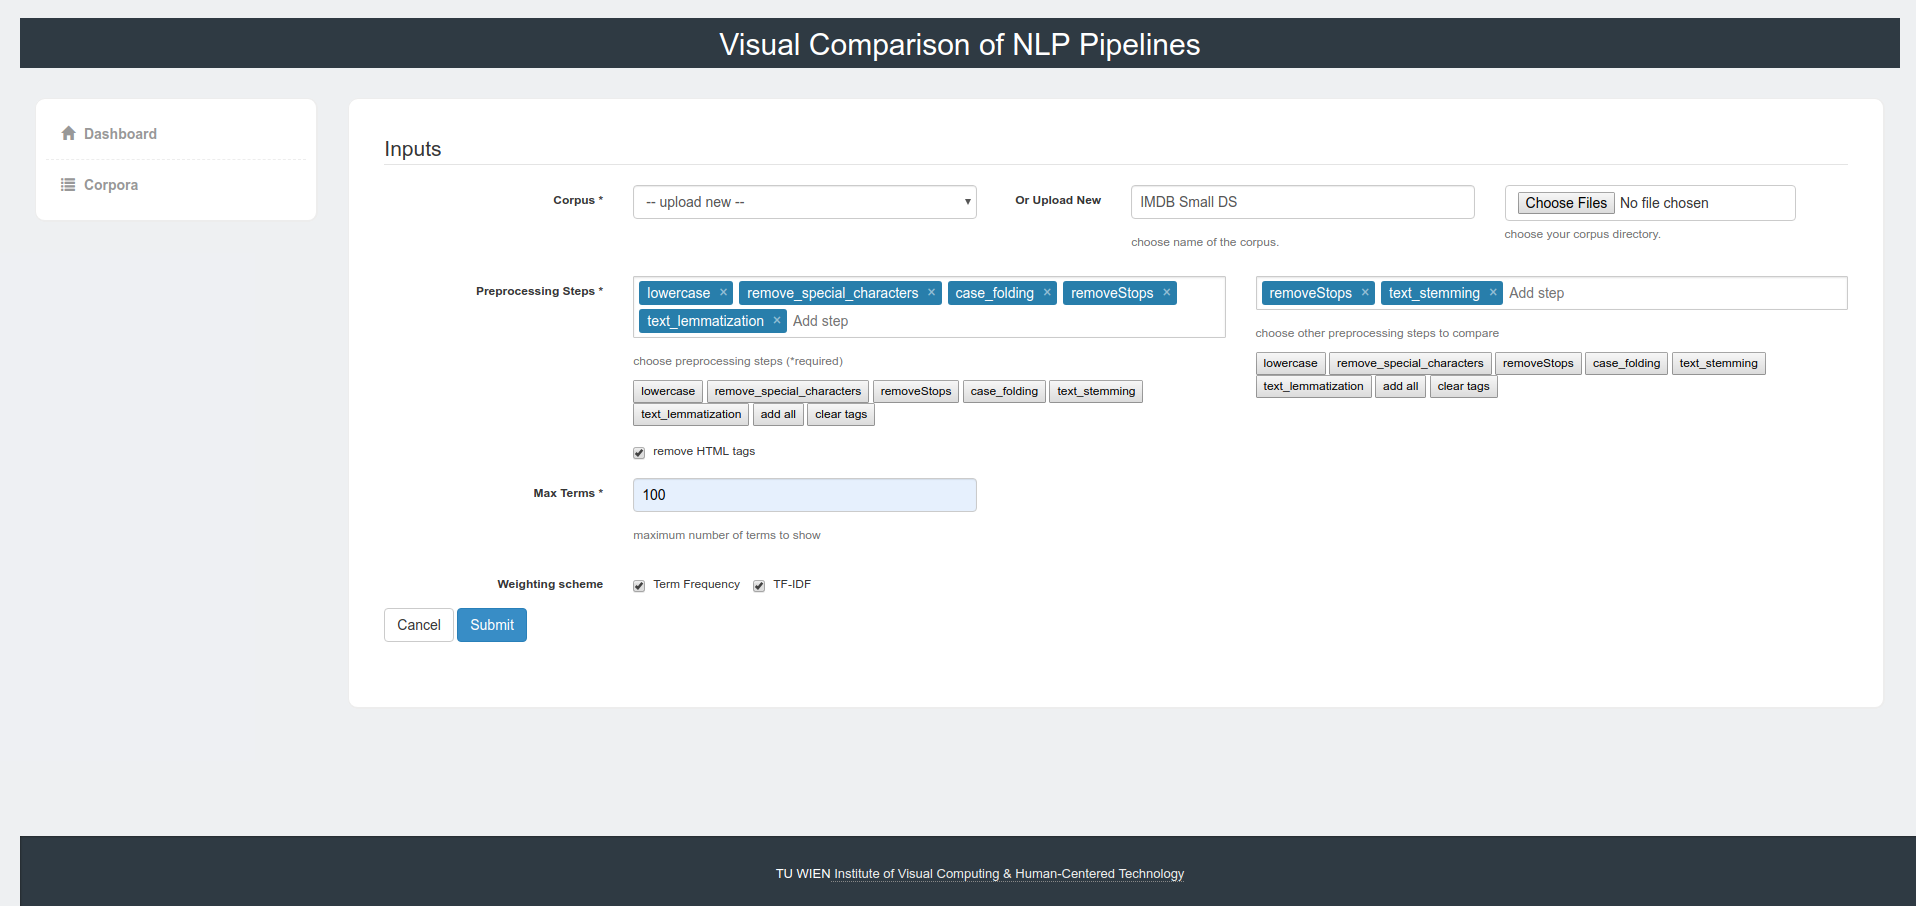 Visual Comparison of NLP Pipelines
Dashboard
Corpora
Inputs
Corpus *
-- upload new --
Or Upload New
IMDB Small DS
Choose Files No file chosen
choose name of the corpus.
choose your corpus directory.
Preprocessing Steps *
lowercase × remove_special_characters × case_folding × removeStops ×
text_lemmatization × Add step
choose preprocessing steps (*required)
lowercase remove_special_characters removeStops case_folding text_stemming
text_lemmatization add all clear tags
removeStops × text_stemming × Add step
choose other preprocessing steps to compare
lowercase remove_special_characters removeStops case_folding text_stemming
text_lemmatization add all clear tags
remove HTML tags
Max Terms *
100
maximum number of terms to show
Weighting scheme
Term Frequency TF-IDF
Cancel Submit
TU WIEN Institute of Visual Computing & Human-Centered Technology